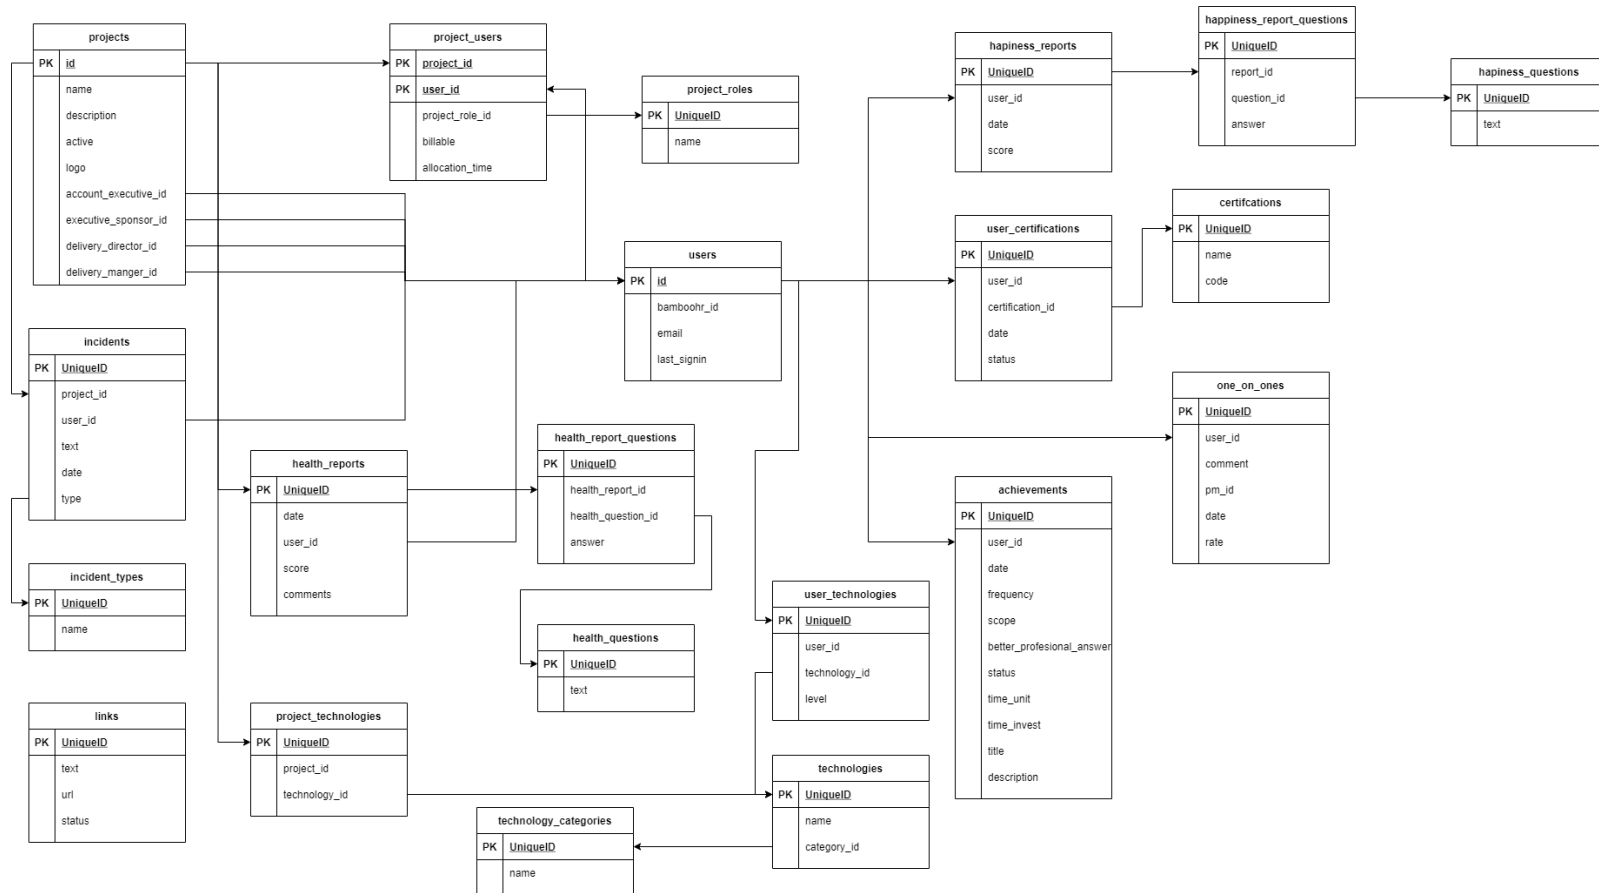 projects
PK id
name
description
active
logo
account_executive_id
executive_sponsor_id
delivery_director_id
delivery_manger_id
project_users
PK project_id
PK user_id
project_role_id
billable
allocation_time
project_roles
PK UniqueID
name
hapiness_reports
PK UniqueID
user_id
date
score
happiness_report_questions
PK UniqueID
report_id
question_id
answer
hapiness_questions
PK UniqueID
text
users
PK id
bamboohr_id
email
last_signin
user_certifications
PK UniqueID
user_id
certification_id
date
status
certifcations
PK UniqueID
name
code
incidents
PK UniqueID
project_id
user_id
text
date
type
health_reports
PK UniqueID
date
user_id
score
comments
health_report_questions
PK UniqueID
health_report_id
health_question_id
answer
one_on_ones
PK UniqueID
user_id
comment
pm_id
date
rate
achievements
PK UniqueID
user_id
date
frequency
scope
better_profesional_answer
status
time_unit
time_invest
title
description
incident_types
PK UniqueID
name
health_questions
PK UniqueID
text
user_technologies
PK UniqueID
user_id
technology_id
level
links
PK UniqueID
text
url
status
project_technologies
PK UniqueID
project_id
technology_id
technologies
PK UniqueID
name
category_id
technology_categories
PK UniqueID
name